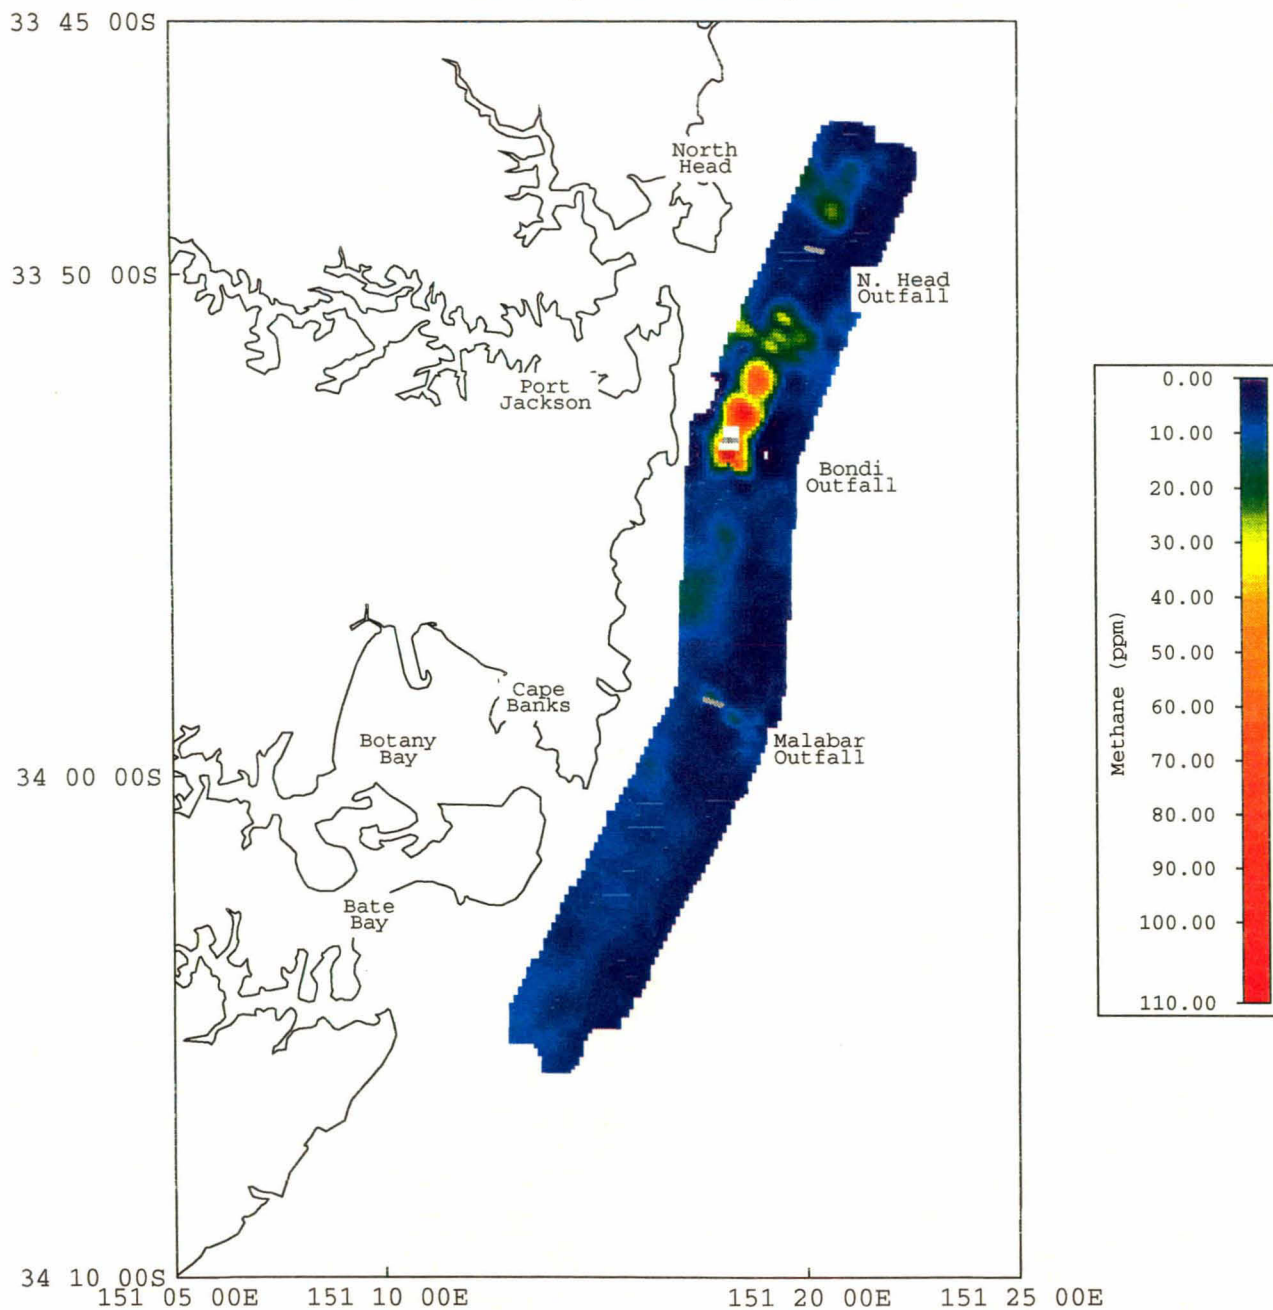 33 45 00S
North
Head
33 50 00S
N. Head
Outfall
Port
Jackson
Bondi
Outfall
Cape
Banks
Botany
Bay
Malabar
Outfall
34 00 00S
Bate
Bay
34 10 00S
151 05 00E
151 10 00E
151 20 00E
151 25 00E
Methane (ppm)
0.00
10.00
20.00
30.00
40.00
50.00
60.00
70.00
80.00
90.00
100.00
110.00